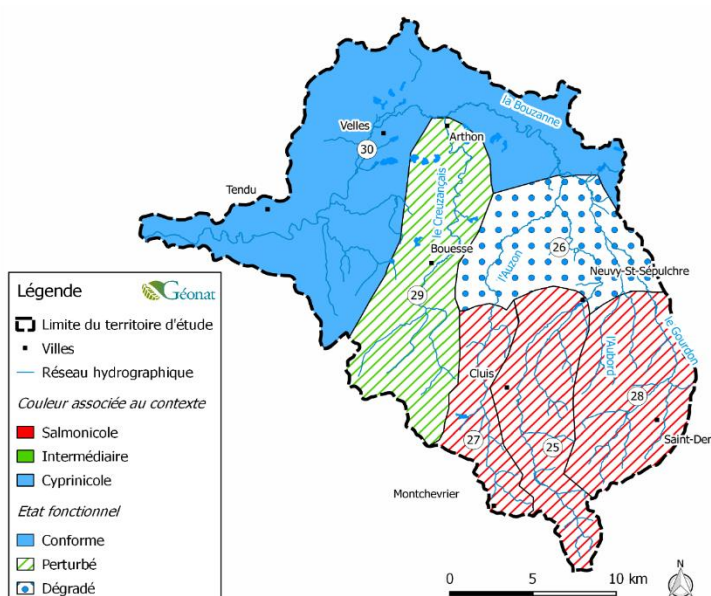 la Bouzanne
Velles
30
Arthon
Tendu
le Creuzançais
Bouesse
26
l'Auzon
Neuvy-St-Sépulchre
29
le Gourdon
l'Aubord
Cluis
28
27
25
Saint-Den
Montchevrier
Légende
Géonat
Limite du territoire d'étude
Villes
Réseau hydrographique
Couleur associée au contexte
Salmonicole
Intermédiaire
Cyprinicole
Etat fonctionnel
Conforme
Perturbé
Dégradé
0 5 10 km
N